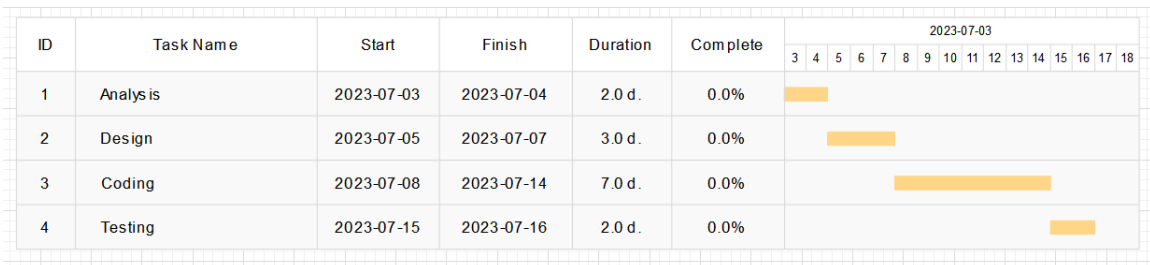 ID Task Name Start Finish Duration Complete 2023-07-03
3 4 5 6 7 8 9 10 11 12 13 14 15 16 17 18
1 Analysis 2023-07-03 2023-07-04 2.0 d. 0.0%
2 Design 2023-07-05 2023-07-07 3.0 d. 0.0%
3 Coding 2023-07-08 2023-07-14 7.0 d. 0.0%
4 Testing 2023-07-15 2023-07-16 2.0 d. 0.0%